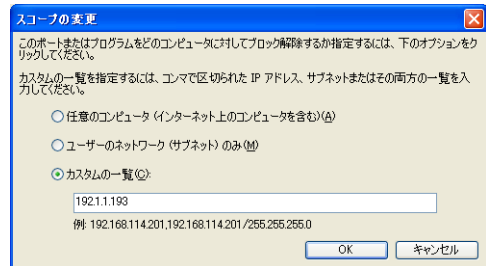 スコープの変更
このポートまたはプログラムをどのコンピュータに対してブロック解除するか指定するには、下のオプションをク
リックしてください。
カスタムの一覧を指定するには、コンマで区切られた IP アドレス、サブネットまたはその両方の一覧を入
力してください。
任意のコンピュータ (インターネット上のコンピュータを含む)(A)
ユーザーのネットワーク (サブネット) のみ(M)
カスタムの一覧(C):
192.1.1.193
例: 192.168.114.201,192.168.114.201/255.255.255.0
OK
キャンセル